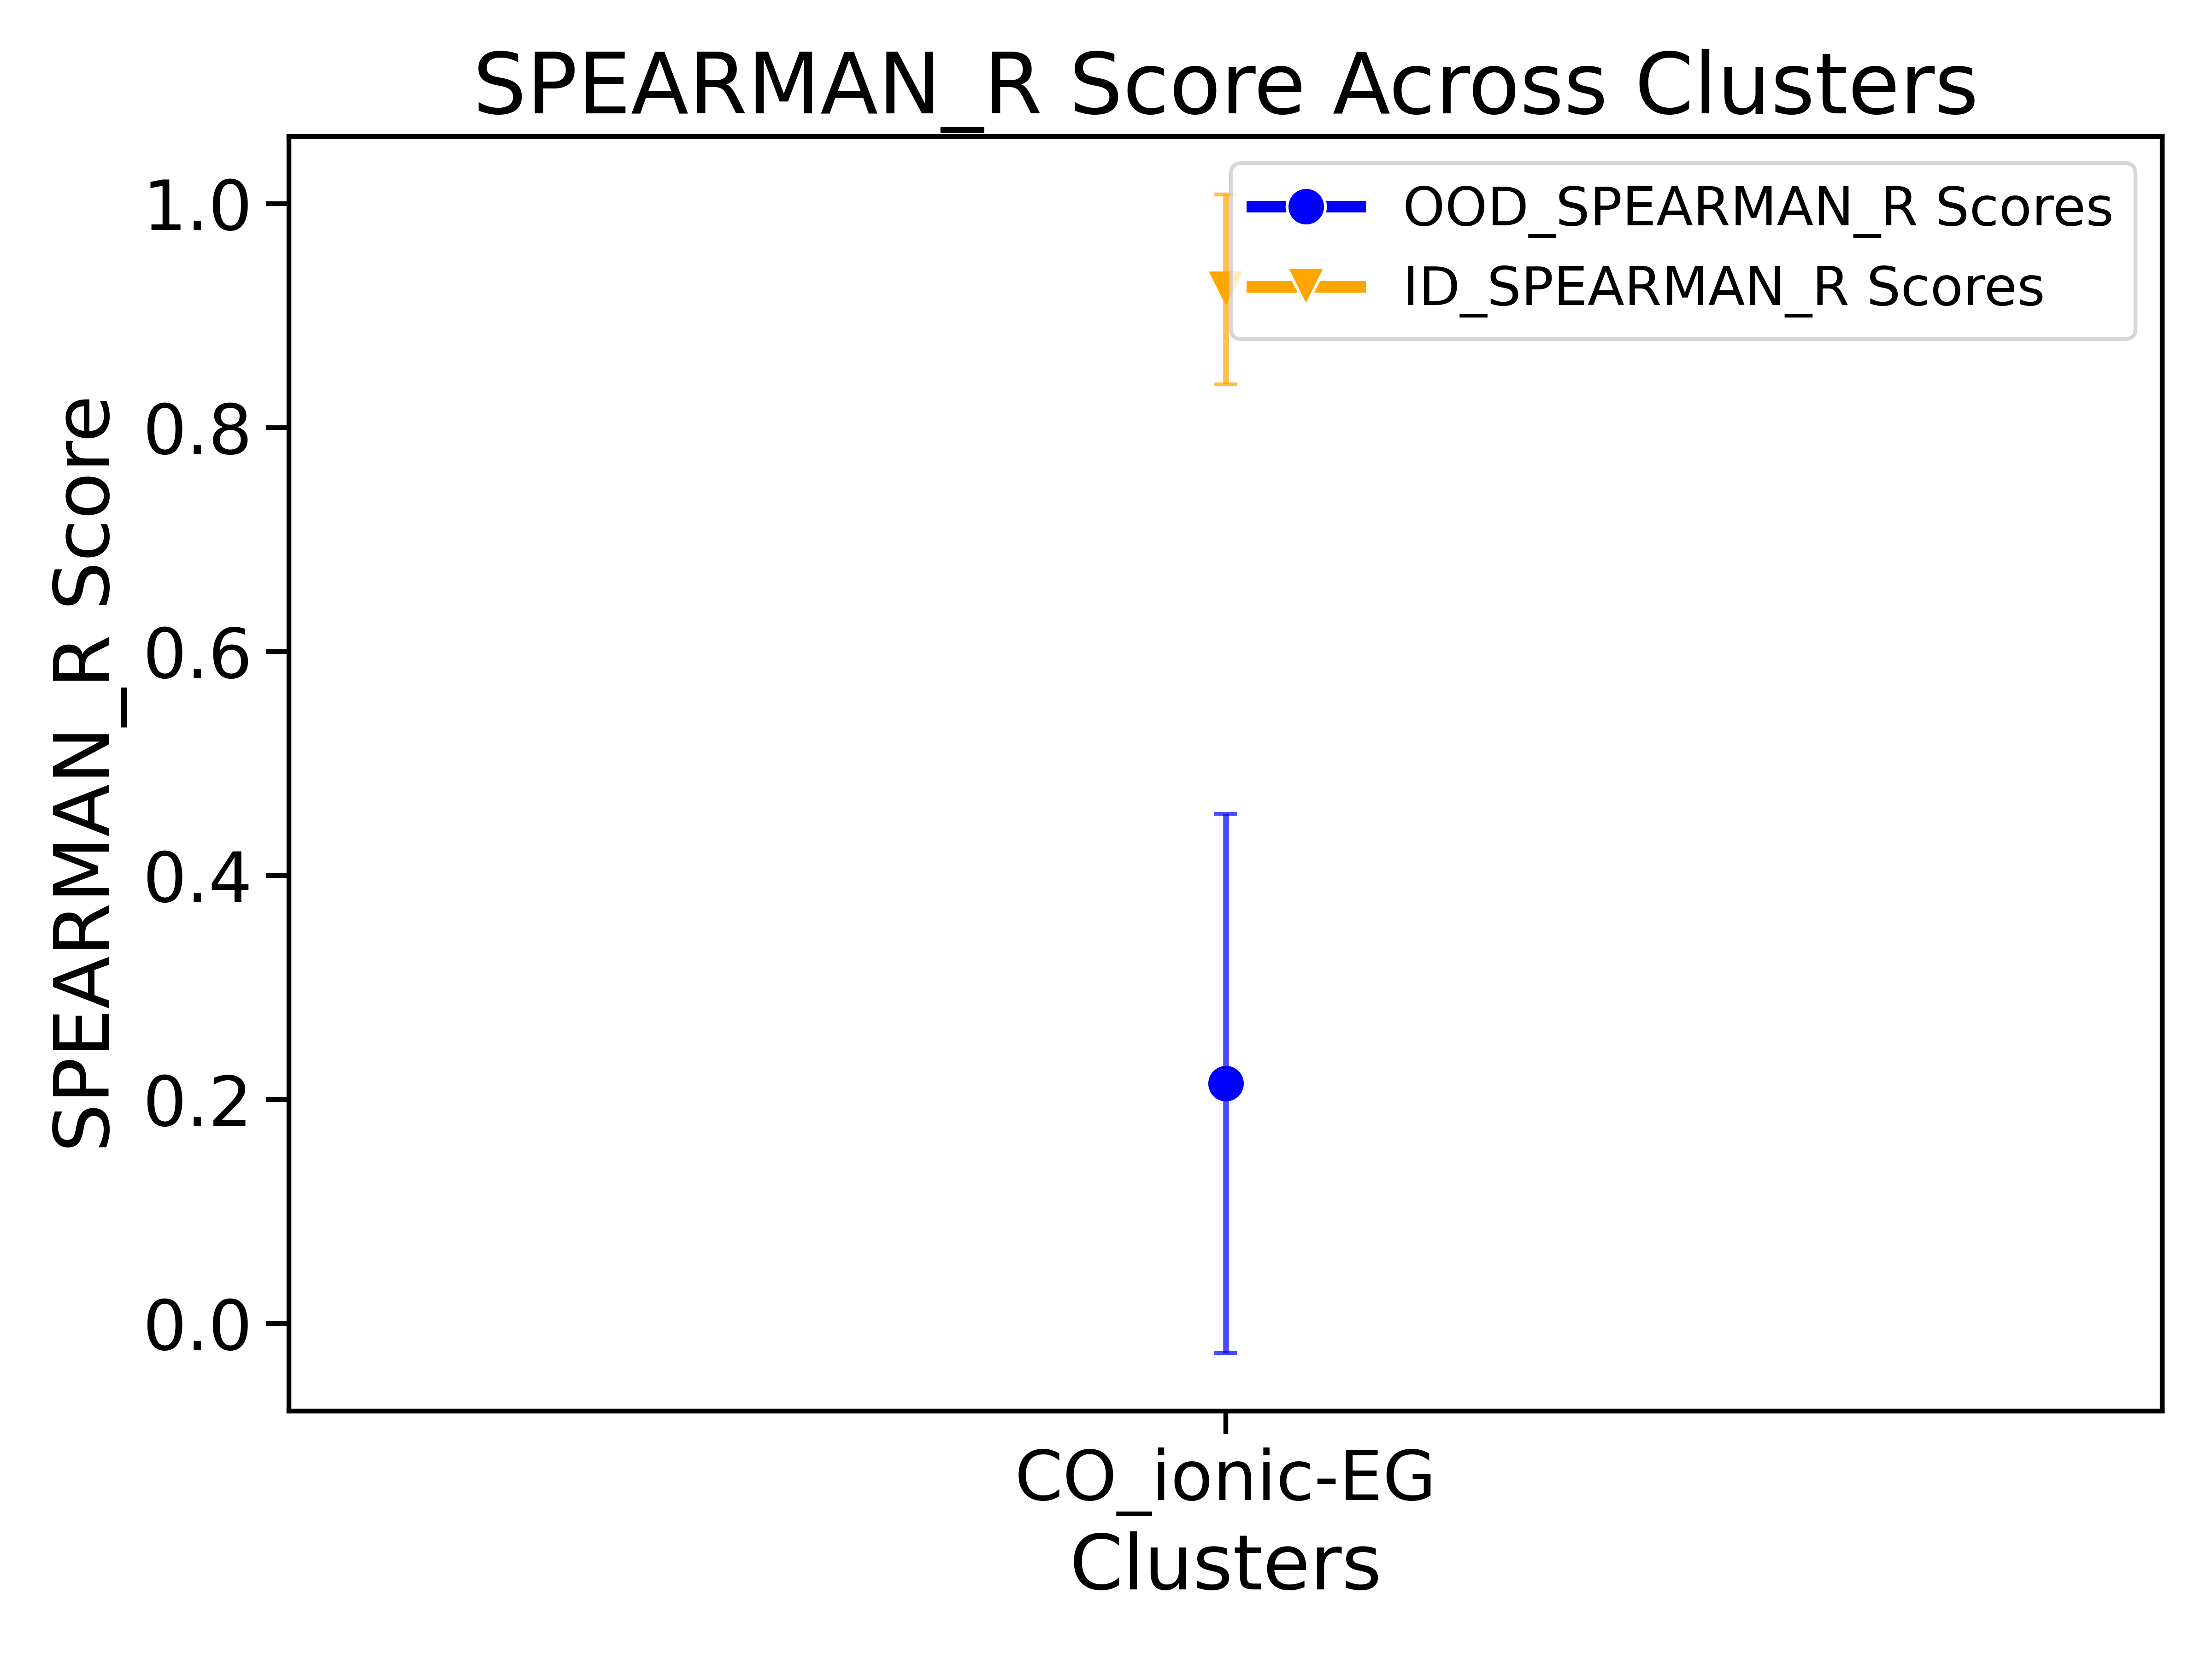 SPEARMAN_R Score Across Clusters
OOD_SPEARMAN_R Scores
ID_SPEARMAN_R Scores
SPEARMAN_R Score
1.0
0.8
0.6
0.4
0.2
0.0
CO_ionic-EG
Clusters